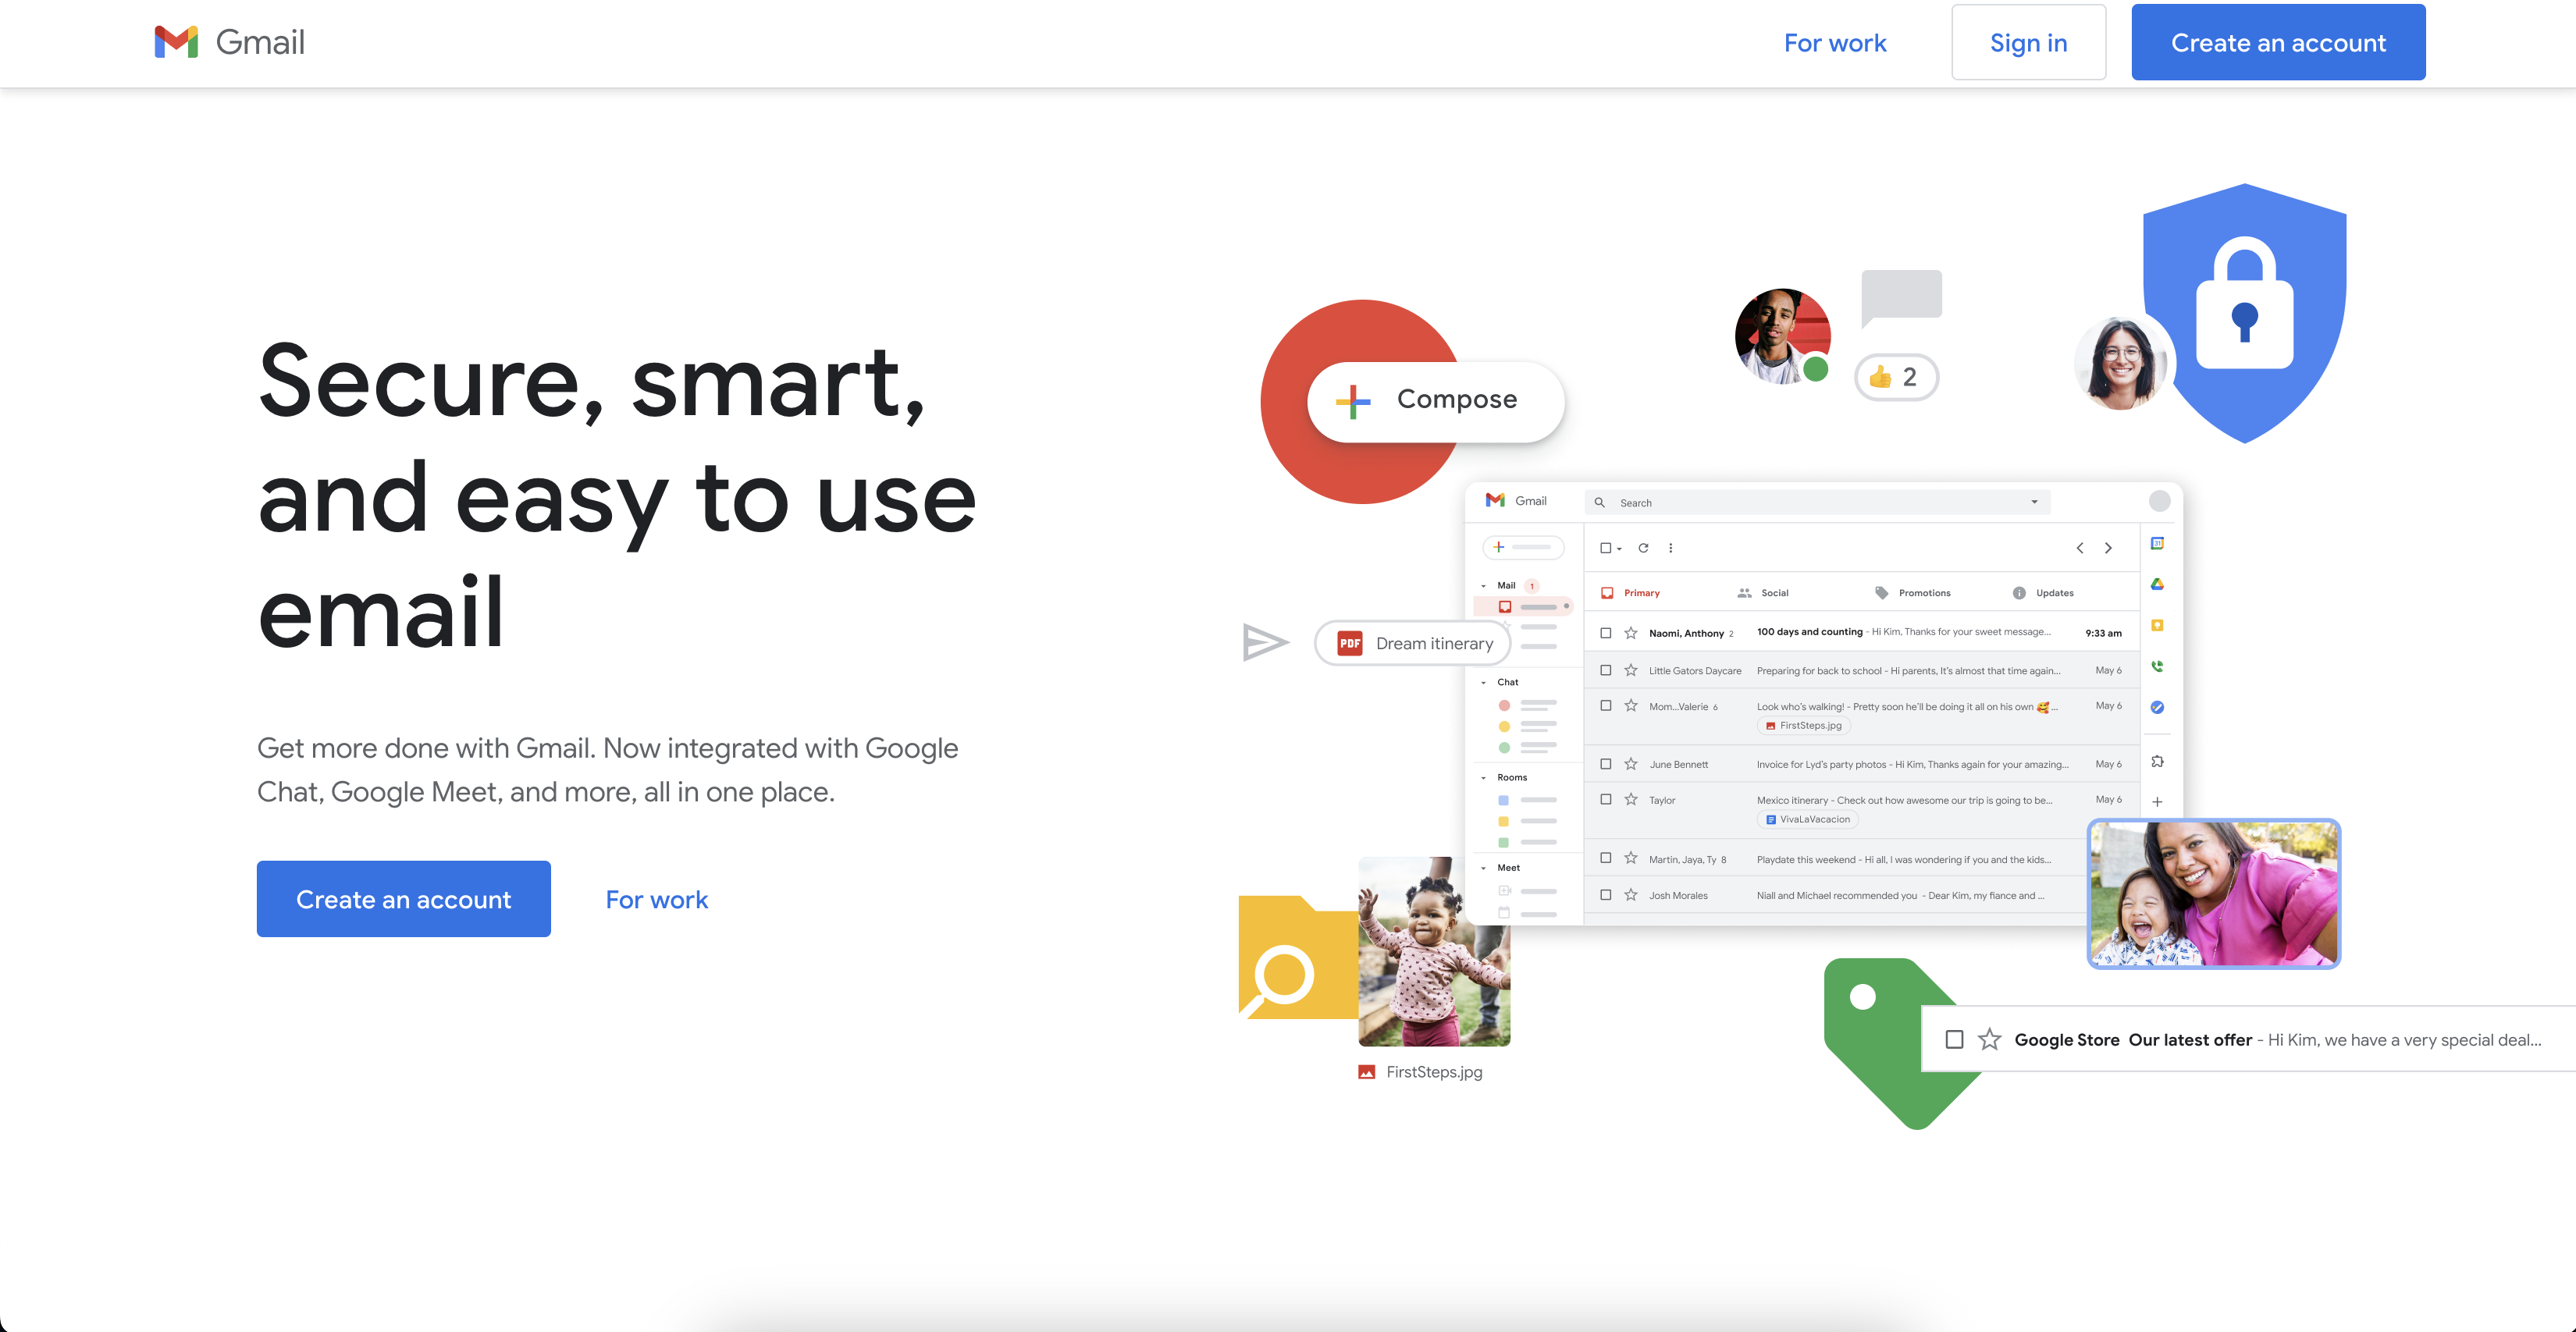 Gmail
For work
Sign in
Create an account
Secure, smart,
and easy to use
email
Get more done with Gmail. Now integrated with Google
Chat, Google Meet, and more, all in one place.
Create an account
For work
Compose
👍 2
PDF Dream itinerary
Gmail
Search
Mail 1
Chat
Rooms
Meet
31
Primary
Social
Promotions
Updates
Naomi, Anthony 2 100 days and counting - Hi Kim, Thanks for your sweet message... 9:33 am
Little Gators Daycare Preparing for back to school - Hi parents, It's almost that time again... May 6
Mom...Valerie 6 Look who's walking! - Pretty soon he'll be doing it all on his own 🥰 ... May 6
FirstSteps.jpg
June Bennett Invoice for Lyd's party photos - Hi Kim, Thanks again for your amazing... May 6
Taylor Mexico itinerary - Check out how awesome our trip is going to be... May 6
VivaLaVacacion
Martin, Jaya, Ty 8 Playdate this weekend - Hi all, I was wondering if you and the kids...
Josh Morales Niall and Michael recommended you - Dear Kim, my fiance and ...
FirstSteps.jpg
Google Store Our latest offer - Hi Kim, we have a very special deal...